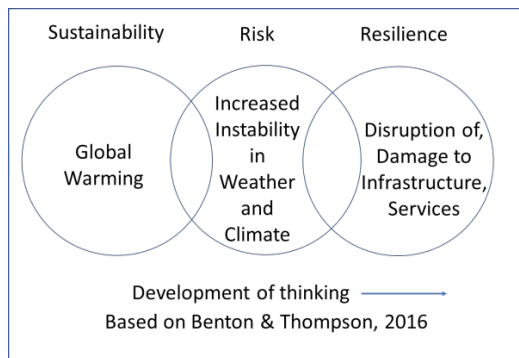 Sustainability Risk Resilience
Global
Warming
Increased
Instability
in
Weather
and
Climate
Disruption of,
Damage to
Infrastructure,
Services
Development of thinking
Based on Benton & Thompson, 2016